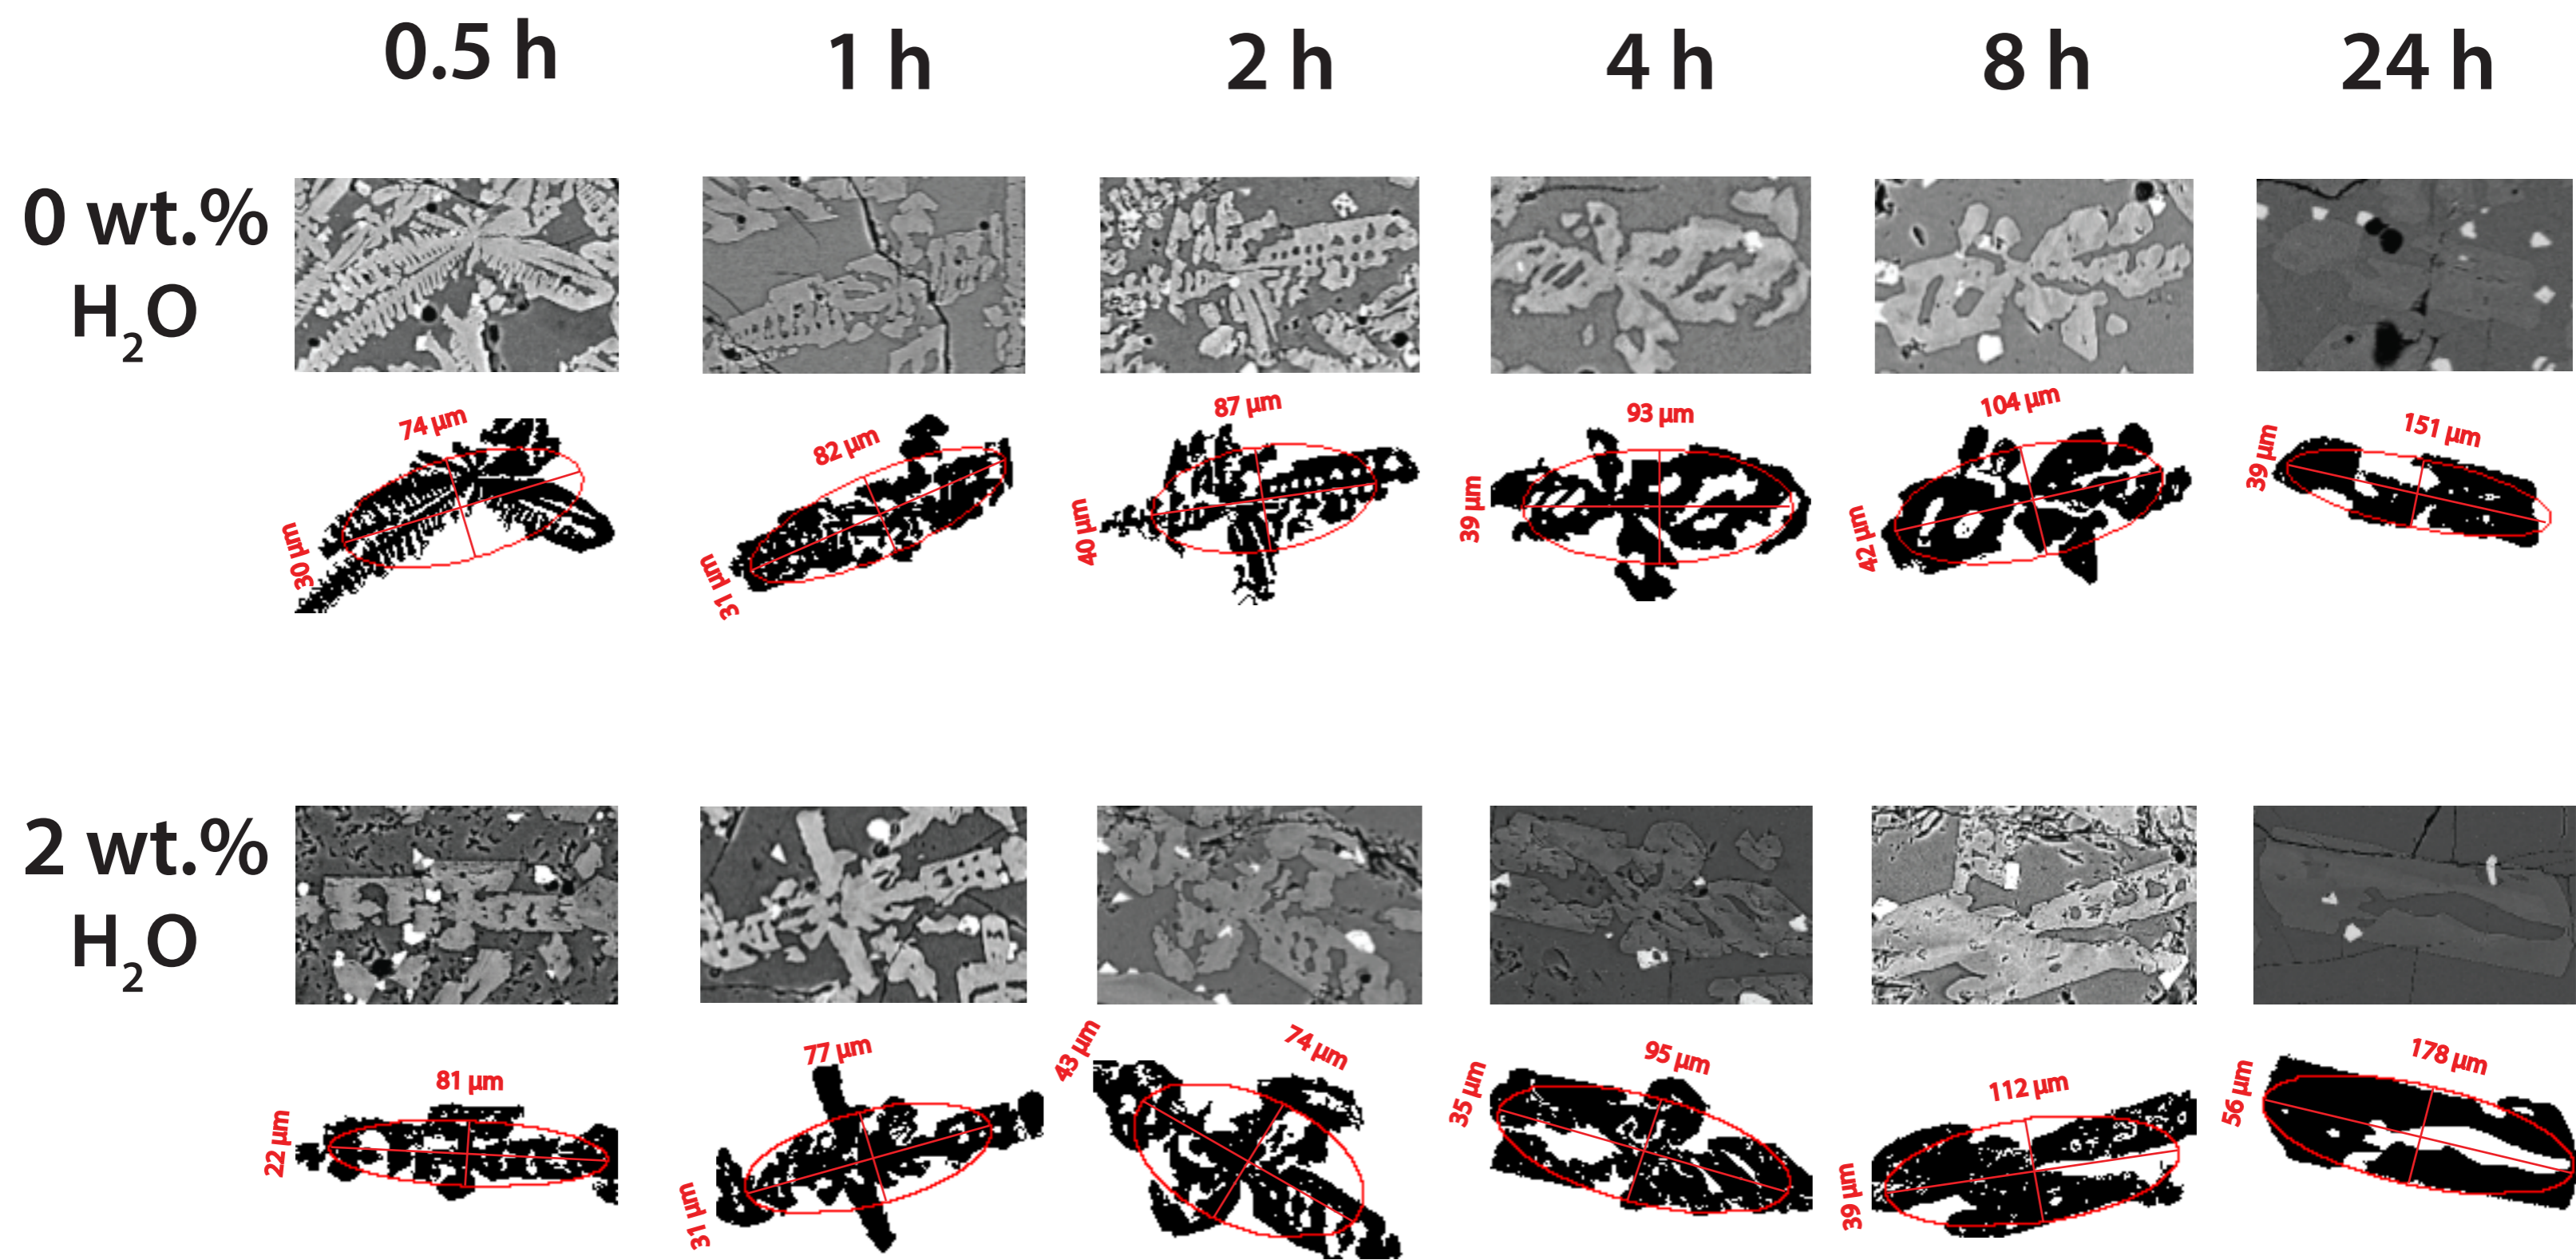 0.5 h
1 h
2 h
4 h
8 h
24 h
0 wt.%
H₂O
74 µm
30 µm
82 µm
31 µm
87 µm
40 µm
93 µm
39 µm
104 µm
42 µm
151 µm
39 µm
2 wt.%
H₂O
81 µm
22 µm
77 µm
31 µm
74 µm
43 µm
95 µm
35 µm
112 µm
39 µm
178 µm
56 µm